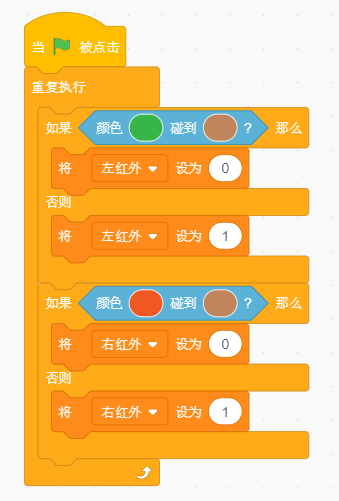 当 被点击
重复执行
如果 颜色 碰到 ? 那么
将 左红外 设为 0
否则
将 左红外 设为 1
如果 颜色 碰到 ? 那么
将 右红外 设为 0
否则
将 右红外 设为 1